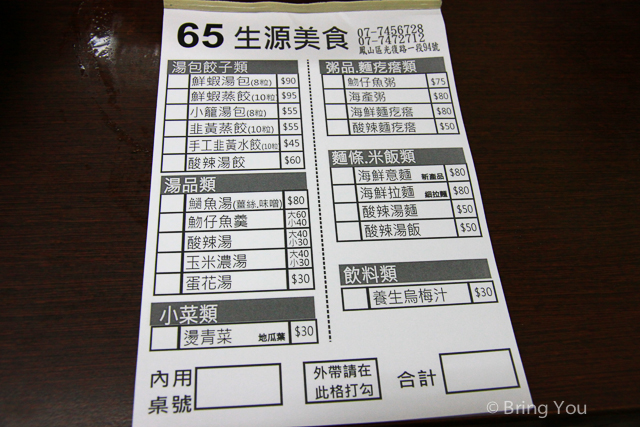 65 生源美食
07-7456728
07-7472712
鳳山區光復路一段94號
湯包餃子類
鮮蝦湯包(8粒) $90
鮮蝦蒸餃(10粒) $95
小籠湯包(8粒) $55
韭黃蒸餃(10粒) $55
手工韭黃水餃(10粒 $45
酸辣湯餃 $60
湯品類
鱙魚湯(薑絲.味噌) $80
魩仔魚羹 大60 小40
酸辣湯 大40 小30
玉米濃湯 大40 小30
蛋花湯 $30
小菜類
燙青菜 地瓜葉 $30
粥品.麵疙瘩類
魩仔魚粥 $75
海產粥 $80
海鮮麵疙瘩 $80
酸辣麵疙瘩 $50
麵條.米飯類
海鮮意麵 新產品 $80
海鮮拉麵 細拉麵 $80
酸辣湯麵 $50
酸辣湯飯 $50
飲料類
養生烏梅汁 $30
內用
桌號
外帶請在
此格打勾
合計
© Bring You